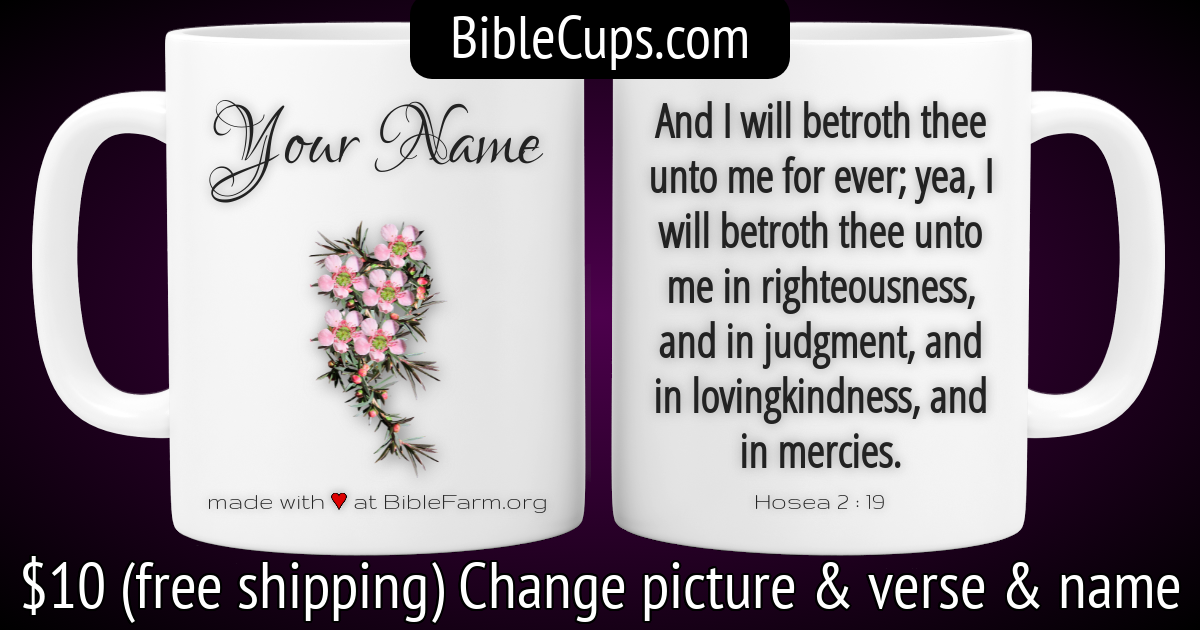 BibleCups.com
Your Name
made with ♥ at BibleFarm.org
And I will betroth thee
unto me for ever; yea, I
will betroth thee unto
me in righteousness,
and in judgment, and
in lovingkindness, and
in mercies.
Hosea 2 : 19
$10 (free shipping) Change picture & verse & name